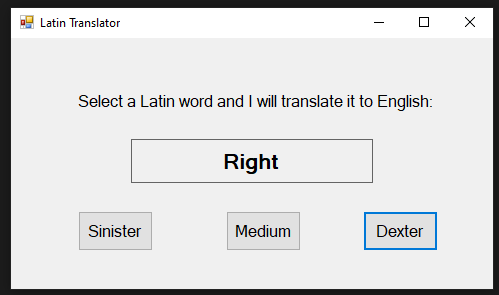 Latin Translator
Select a Latin word and I will translate it to English:
Right
Sinister Medium Dexter